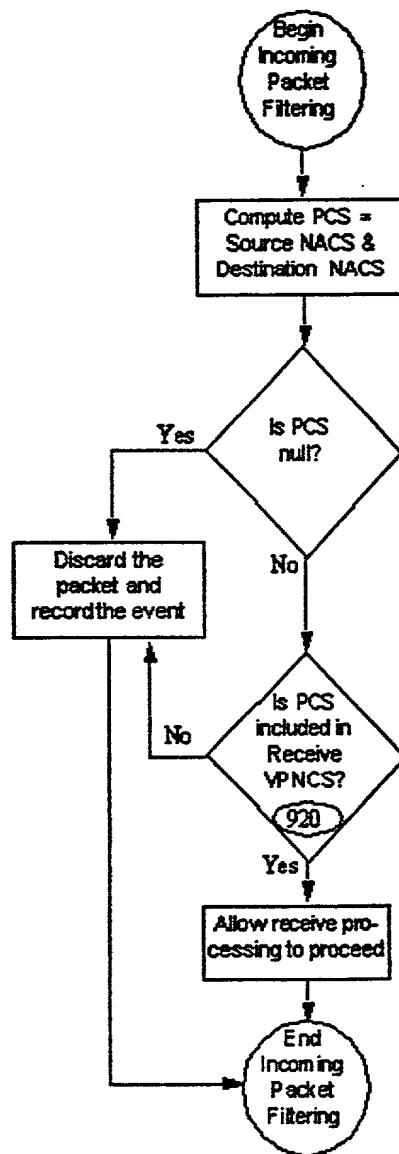 Begin
Incoming
Packet
Filtering
Compute PCS =
Source NACS &
Destination NACS
Is PCS
null?
Yes
No
Discard the
packet and
record the event
Is PCS
included in
Receive
VPNCS?
920
No
Yes
Allow receive pro-
cessing to proceed
End
Incoming
Packet
Filtering